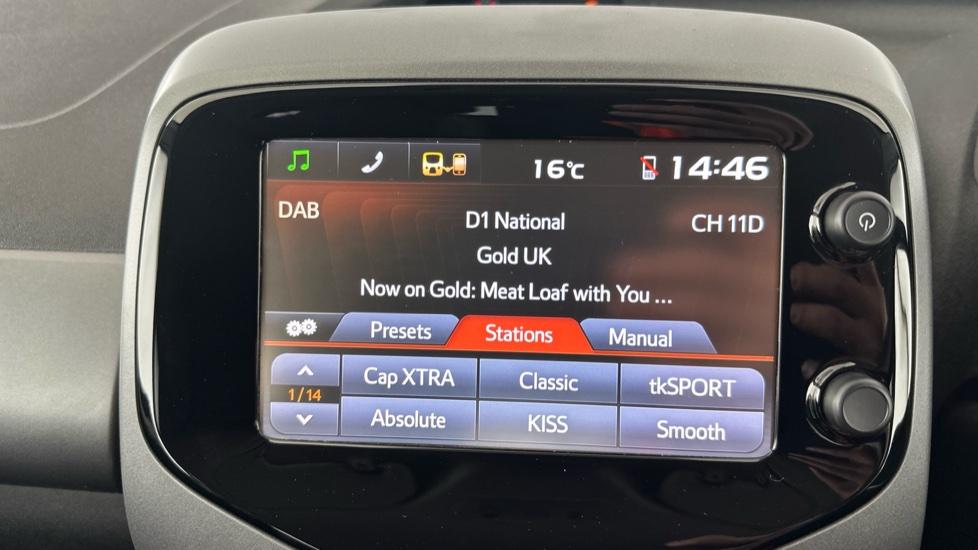 16°C 14:46
DAB D1 National CH 11D
Gold UK
Now on Gold: Meat Loaf with You ...
Presets Stations Manual
Cap XTRA Classic tkSPORT
1/14
Absolute KISS Smooth